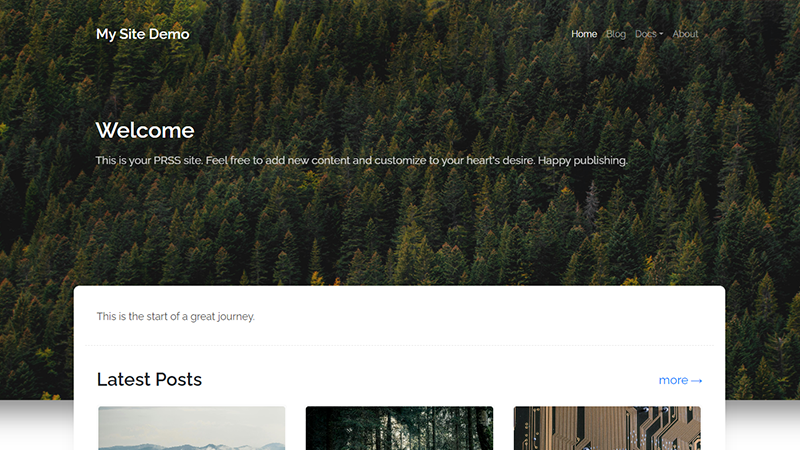 My Site Demo
Home Blog Docs About
Welcome
This is your PRSS site. Feel free to add new content and customize to your heart's desire. Happy publishing.
This is the start of a great journey.
Latest Posts
more →